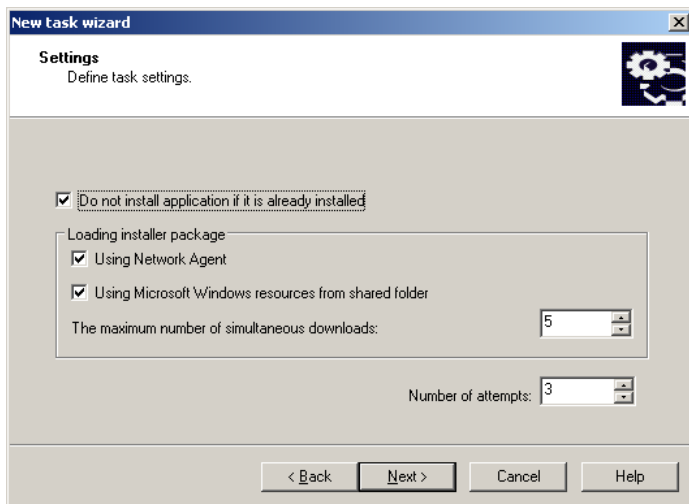 New task wizard
Settings
Define task settings.
Do not install application if it is already installed
Loading installer package
Using Network Agent
Using Microsoft Windows resources from shared folder
The maximum number of simultaneous downloads: 5
Number of attempts: 3
< Back Next > Cancel Help